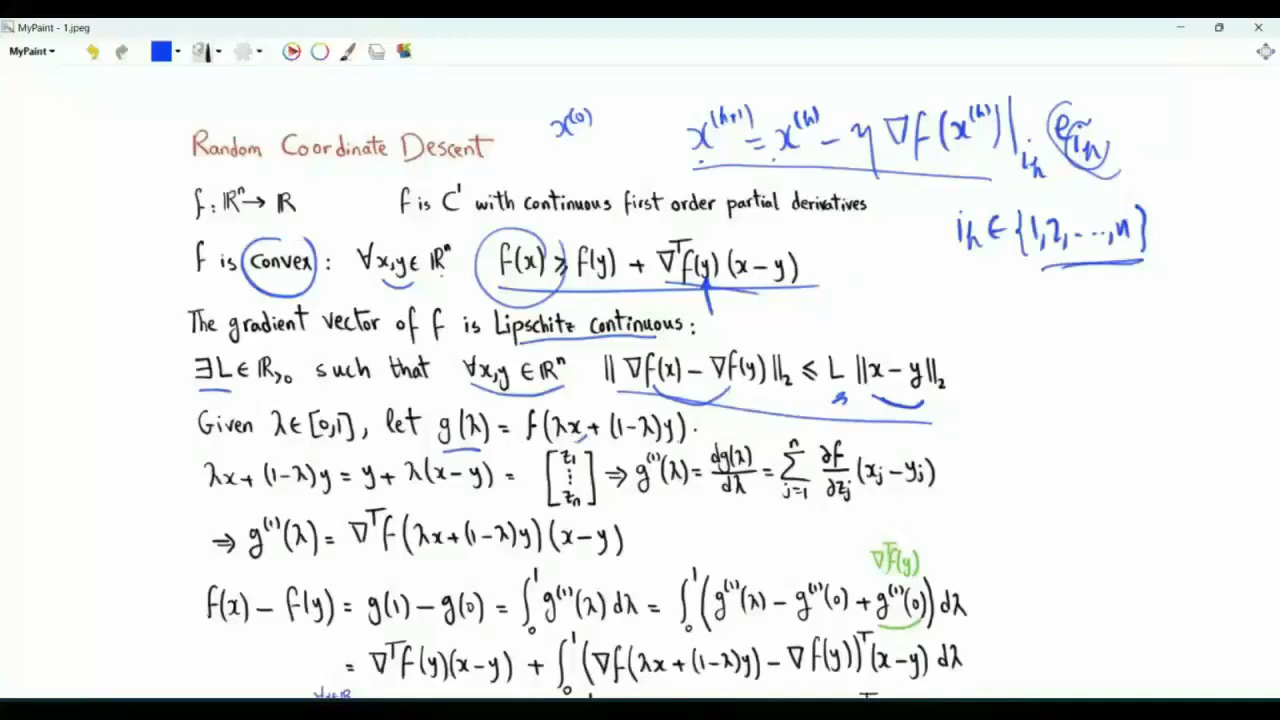 MyPaint - 1.jpeg
MyPaint
x^(0)
x^(k+1) = x^(k) - η ∇f(x^(k))|_{i_k} e_{i_k}
Random Coordinate Descent
f: ℝ^n → ℝ f is C^1 with continuous first order partial derivatives
i_k ∈ {1,2,...,n}
f is Convex: ∀x,y ∈ ℝ^n f(x) ≥ f(y) + ∇^T f(y)(x-y)
The gradient vector of f is Lipschitz continuous:
∃L ∈ ℝ_{>0} such that ∀x,y ∈ ℝ^n ||∇f(x) - ∇f(y)||_2 ≤ L ||x-y||_2
Given λ ∈ [0,1], let g(λ) = f(λx + (1-λ)y).
λx + (1-λ)y = y + λ(x-y) = [z_1 ⋮ z_n] ⇒ g^(1)(λ) = dg(λ)/dλ = ∑_{j=1}^n ∂f/∂z_j (x_j - y_j)
⇒ g^(1)(λ) = ∇^T f(λx + (1-λ)y)(x-y)
∇^T f(y)
f(x) - f(y) = g(1) - g(0) = ∫_0^1 g^(1)(λ) dλ = ∫_0^1 (g^(1)(λ) - g^(1)(0) + g^(1)(0)) dλ
= ∇^T f(y)(x-y) + ∫_0^1 (∇f(λx + (1-λ)y) - ∇f(y))^T (x-y) dλ